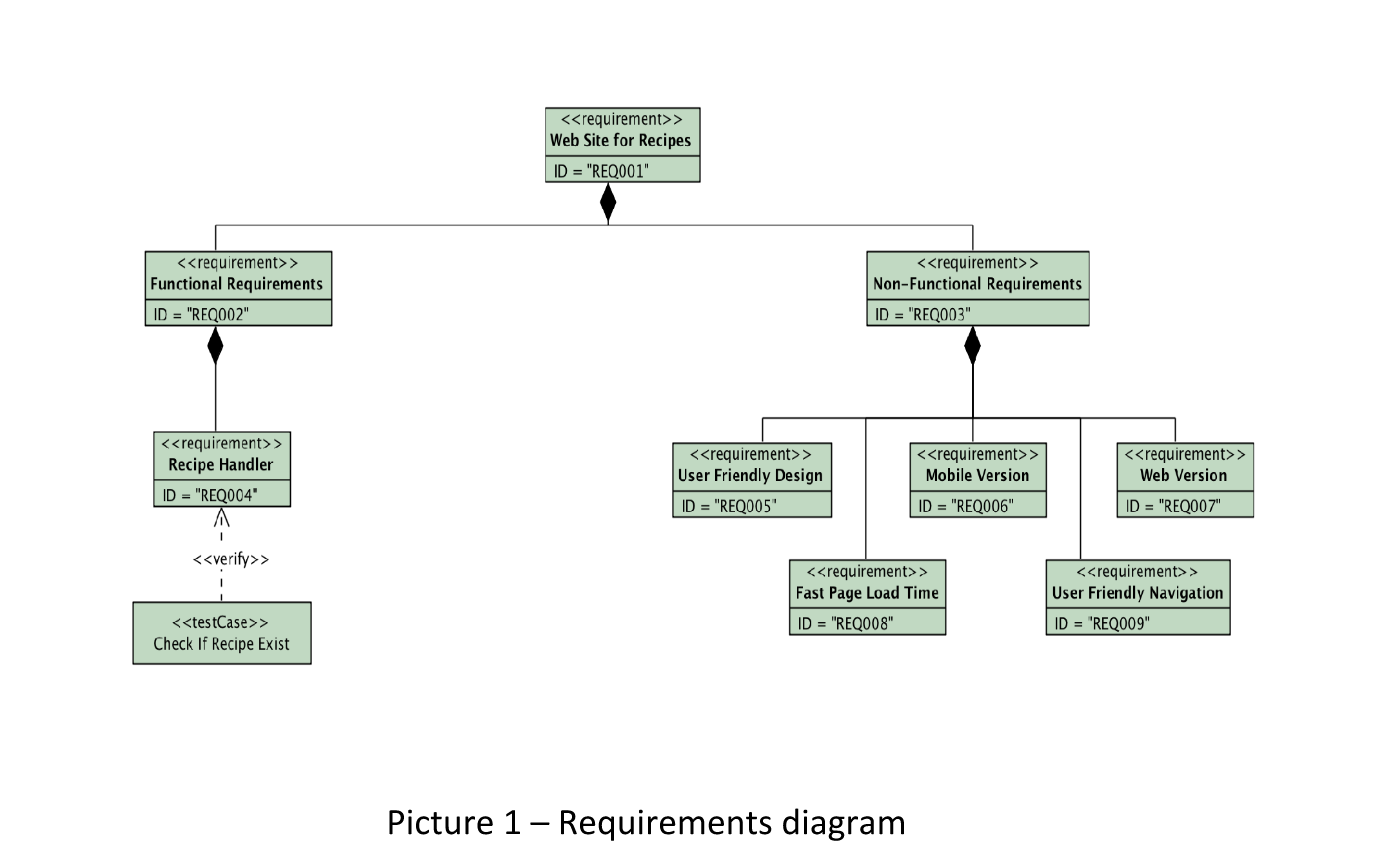 <<requirement>>
Web Site for Recipes
ID = "REQ001"
<<requirement>>
Functional Requirements
ID = "REQ002"
<<requirement>>
Non-Functional Requirements
ID = "REQ003"
<<requirement>>
Recipe Handler
ID = "REQ004"
<<verify>>
<<testCase>>
Check If Recipe Exist
<<requirement>>
User Friendly Design
ID = "REQ005"
<<requirement>>
Mobile Version
ID = "REQ006"
<<requirement>>
Web Version
ID = "REQ007"
<<requirement>>
Fast Page Load Time
ID = "REQ008"
<<requirement>>
User Friendly Navigation
ID = "REQ009"
Picture 1 – Requirements diagram